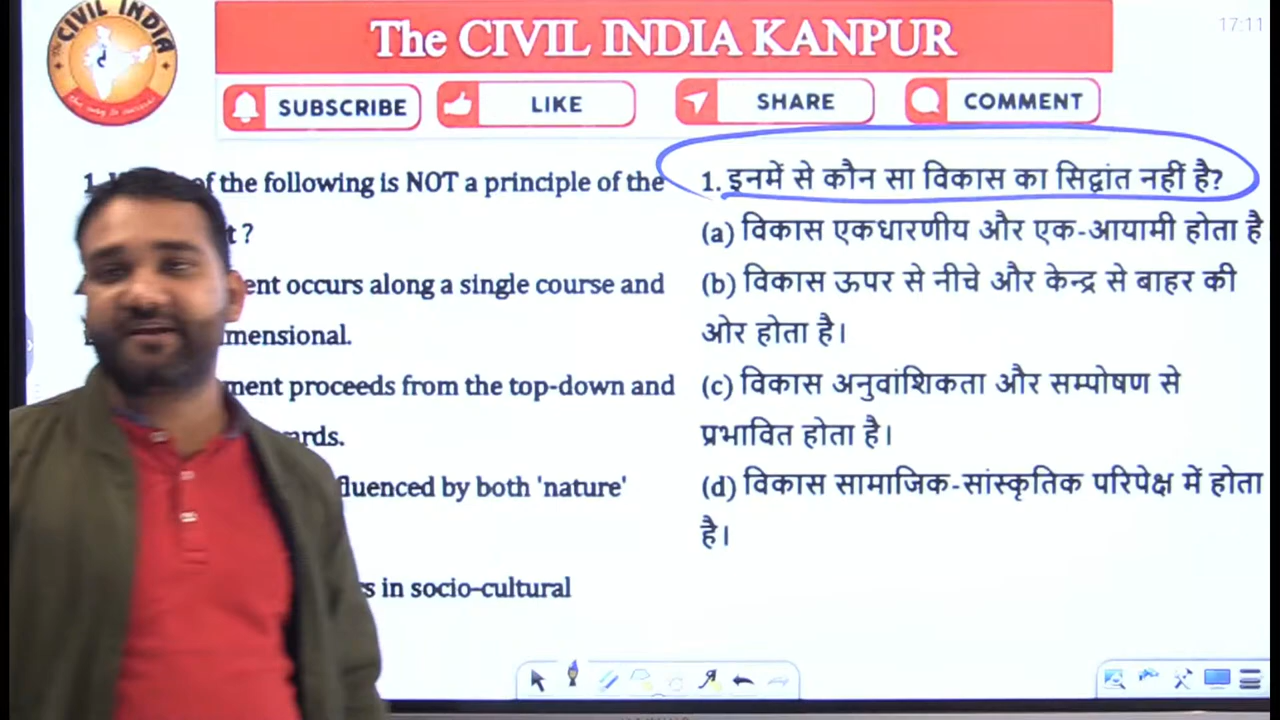 CIVIL INDIA
The CIVIL INDIA KANPUR
17:11
SUBSCRIBE
LIKE
SHARE
COMMENT
of the following is NOT a principle of the
t ?
ent occurs along a single course and
mensional.
ment proceeds from the top-down and
ards.
fluenced by both 'nature'
s in socio-cultural
1. इनमें से कौन सा विकास का सिद्वांत नहीं है?
(a) विकास एकधारणीय और एक-आयामी होता है
(b) विकास ऊपर से नीचे और केन्द्र से बाहर की
ओर होता है।
(c) विकास अनुवांशिकता और सम्पोषण से
प्रभावित होता है।
(d) विकास सामाजिक-सांस्कृतिक परिपेक्ष में होता
है।